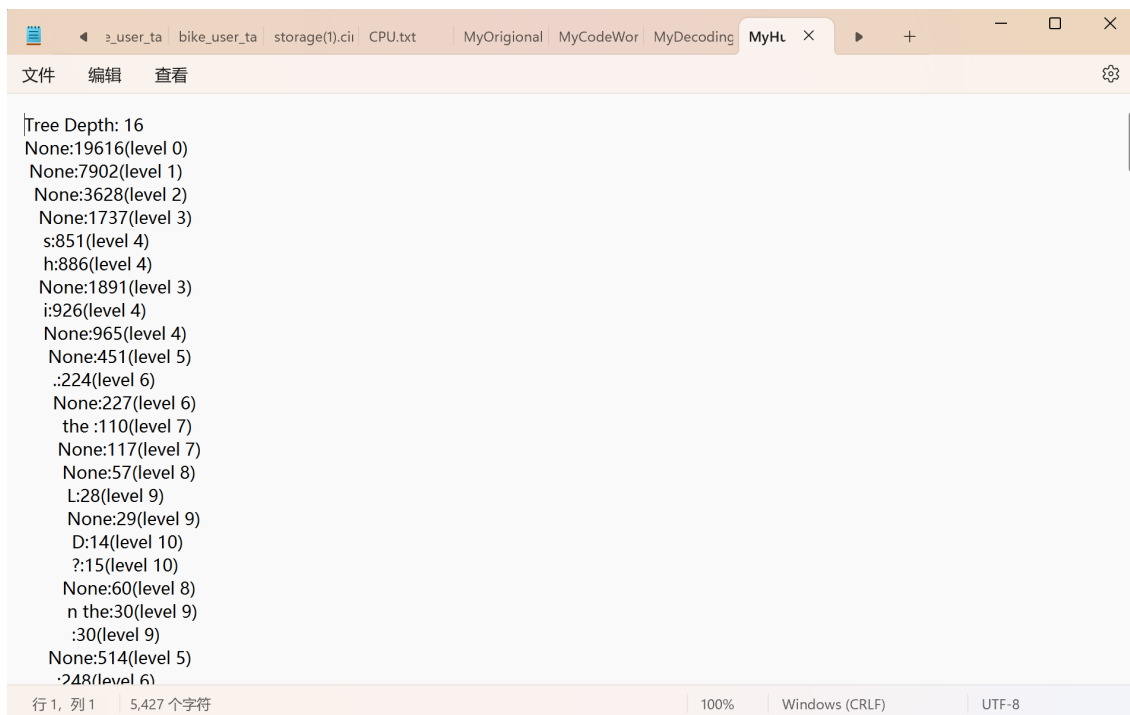 e_user_ta bike_user_ta storage(1).cir CPU.txt MyOrigional MyCodeWor MyDecoding MyHu
文件 编辑 查看
Tree Depth: 16
None:19616(level 0)
None:7902(level 1)
None:3628(level 2)
None:1737(level 3)
s:851(level 4)
h:886(level 4)
None:1891(level 3)
i:926(level 4)
None:965(level 4)
None:451(level 5)
.:224(level 6)
None:227(level 6)
the :110(level 7)
None:117(level 7)
None:57(level 8)
L:28(level 9)
None:29(level 9)
D:14(level 10)
?:15(level 10)
None:60(level 8)
n the:30(level 9)
:30(level 9)
None:514(level 5)
:248(level 6)
行 1, 列 1 5,427 个字符 100% Windows (CRLF) UTF-8